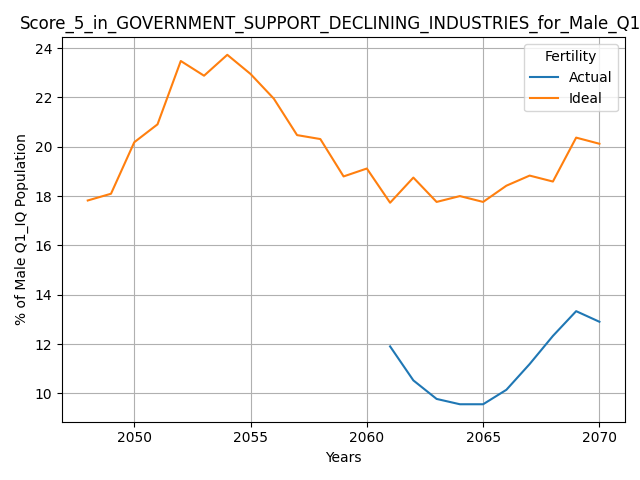 Score_5_in_GOVERNMENT_SUPPORT_DECLINING_INDUSTRIES_for_Male_Q1
Fertility
Actual
Ideal
24
22
20
18
16
14
12
10
% of Male Q1_IQ Population
2050
2055
2060
2065
2070
Years